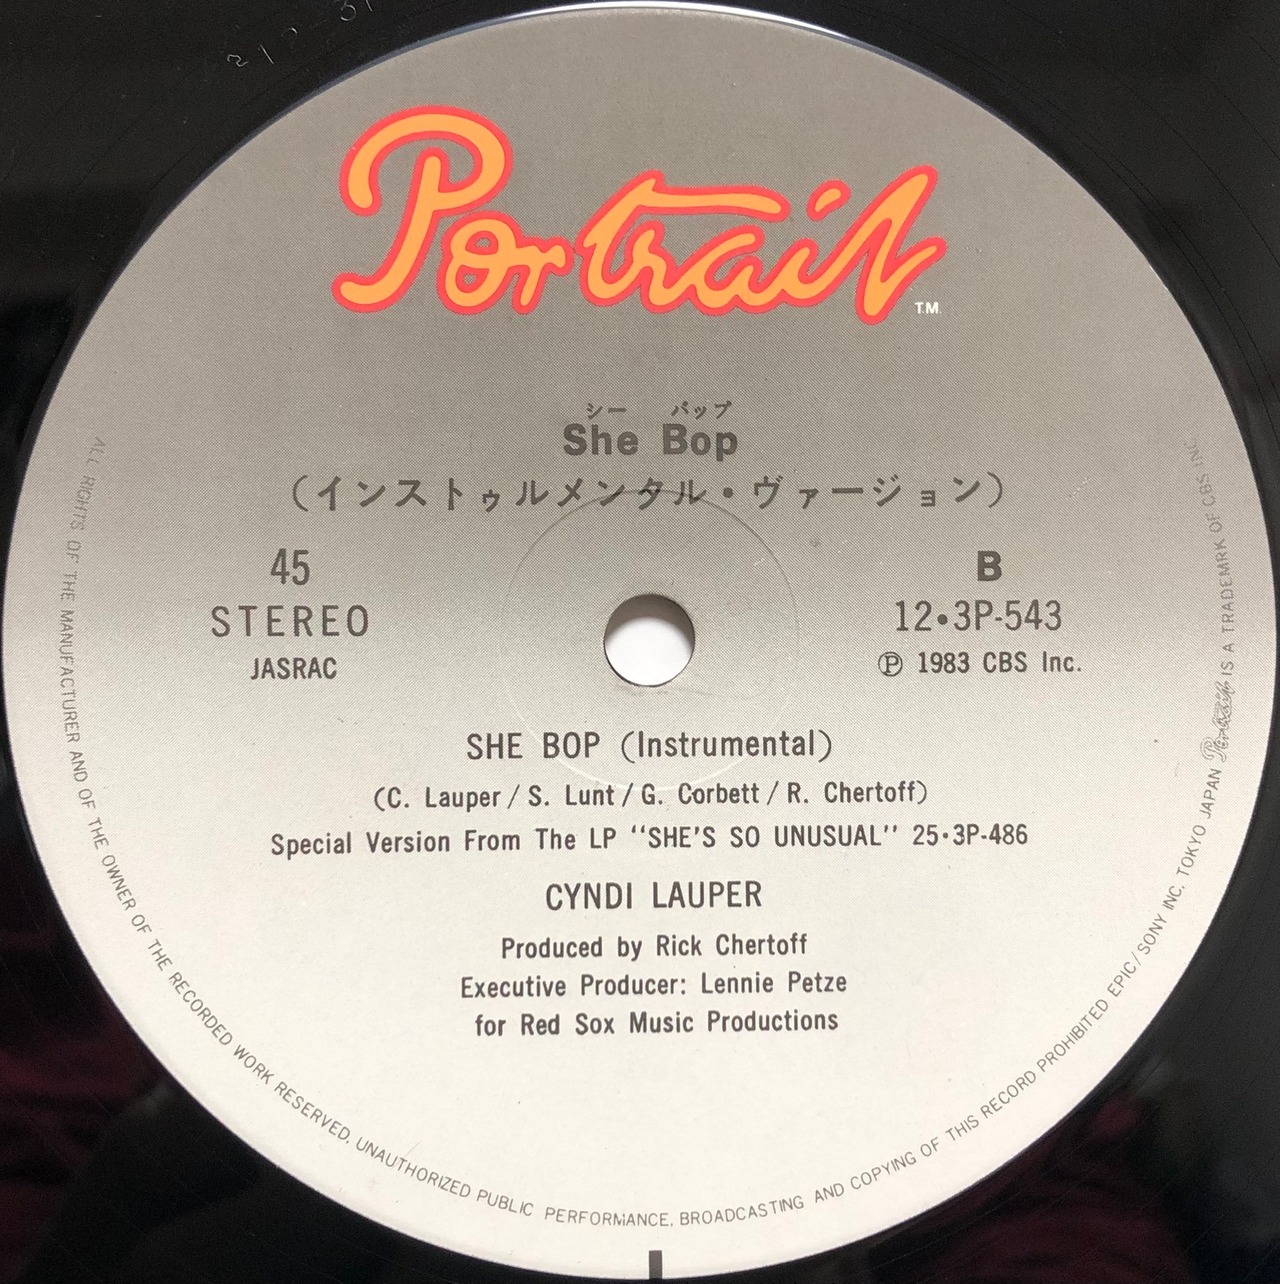 Portrait
T.M.
シー バップ
She Bop
(インストゥルメンタル・ヴァージョン)
45
STEREO
JASRAC
B
12・3P-543
Ⓟ 1983 CBS Inc.
SHE BOP (Instrumental)
(C. Lauper / S. Lunt / G. Corbett / R. Chertoff)
Special Version From The LP "SHE'S SO UNUSUAL" 25・3P-486
CYNDI LAUPER
Produced by Rick Chertoff
Executive Producer: Lennie Petze
for Red Sox Music Productions
ALL RIGHTS OF THE MANUFACTURER AND OF THE OWNER OF THE RECORDED WORK RESERVED. UNAUTHORIZED PUBLIC PERFORMANCE, BROADCASTING AND COPYING OF THIS RECORD PROHIBITED EPIC/SONY INC. TOKYO JAPAN Portrait IS A TRADEMRK OF CBS INC.